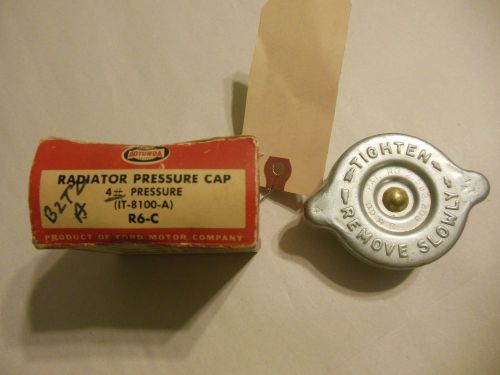 ROTUNDA
RADIATOR PRESSURE CAP
4# PRESSURE
(IT-8100-A)
R6-C
PRODUCT OF FORD MOTOR COMPANY
TIGHTEN
REMOVE SLOWLY